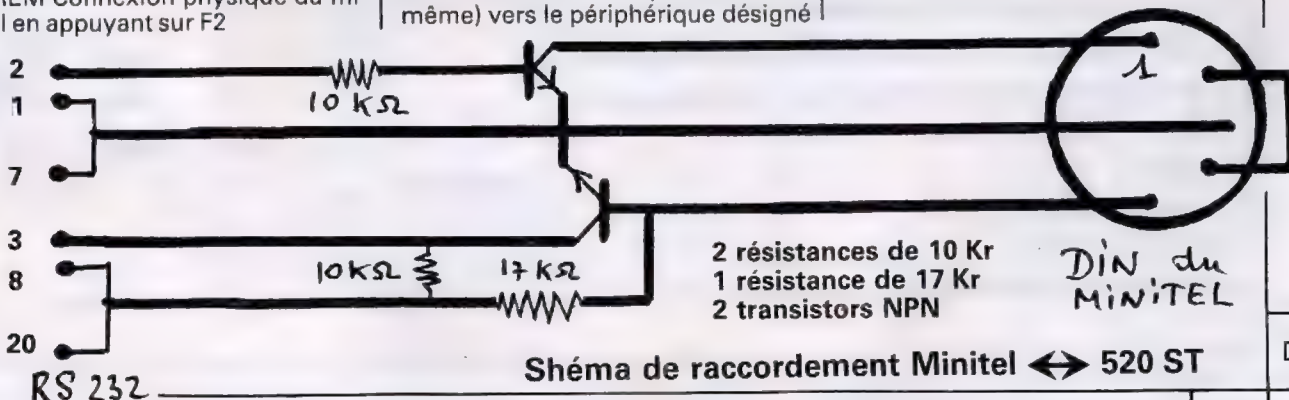 l en appuyant sur F2
même) vers le périphérique désigné
2
1
7
3
8
20
10 kΩ
10 kΩ
17 kΩ
1
2 résistances de 10 Kr
1 résistance de 17 Kr
2 transistors NPN
DIN du
MINITEL
Shéma de raccordement Minitel ↔ 520 ST
RS 232